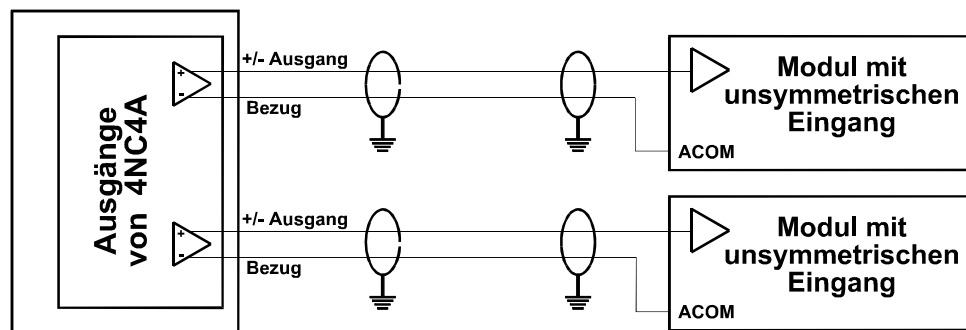 Ausgänge
von 4NC4A
+
-
+/- Ausgang
Bezug
Modul mit
unsymmetrischen
Eingang
ACOM
+
-
+/- Ausgang
Bezug
Modul mit
unsymmetrischen
Eingang
ACOM